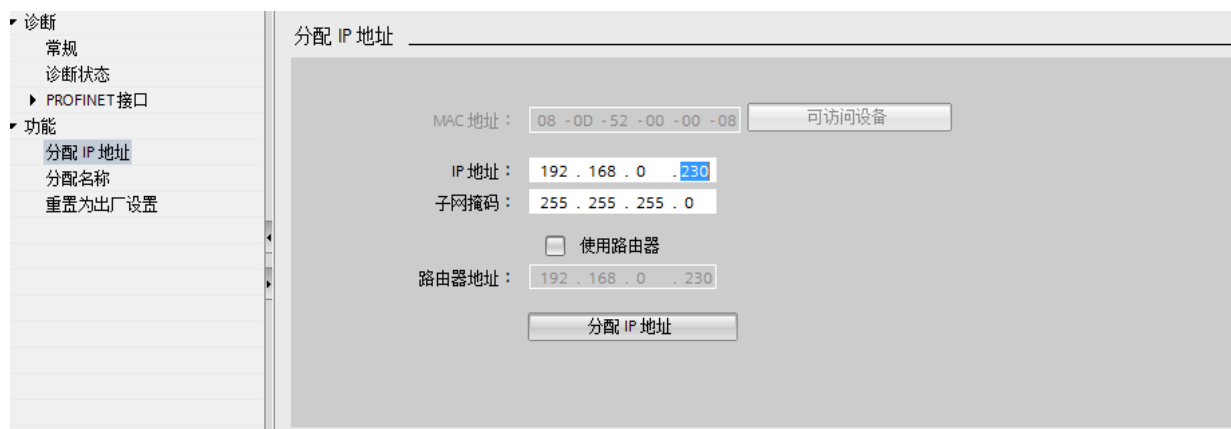 诊断
常规
诊断状态
PROFINET接口
功能
分配 IP 地址
分配名称
重置为出厂设置
分配 IP 地址
MAC 地址： 08 -0D -52 -00 -00 -08 可访问设备
IP 地址： 192 . 168 . 0 . 230
子网掩码： 255 . 255 . 255 . 0
使用路由器
路由器地址： 192 . 168 . 0 . 230
分配 IP 地址